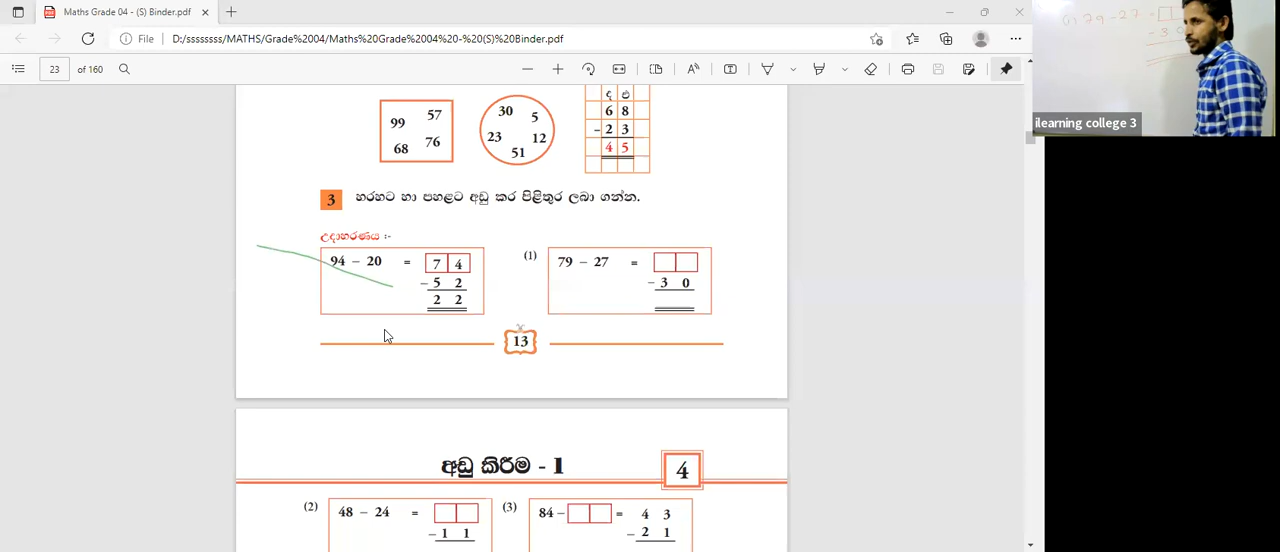 Maths Grade 04 - (S) Binder.pdf
File
D:/ssssssss/MATHS/Grade%2004/Maths%20Grade%2004%20-%20(S)%20Binder.pdf
23 of 160
99 57
68 76
30 5
23 12
51
ද එ
6 8
- 2 3
4 5
3 හරහට හා පහළට අඩු කර පිළිතුර ලබා ගන්න.
උදාහරණය :-
94 - 20 = 7 4
- 5 2
2 2
(1) 79 - 27 =
- 3 0
13
අඩු කිරීම - 1 4
(2) 48 - 24 =
- 1 1
(3) 84 - = 4 3
- 2 1
79-27 =
ilearning college 3